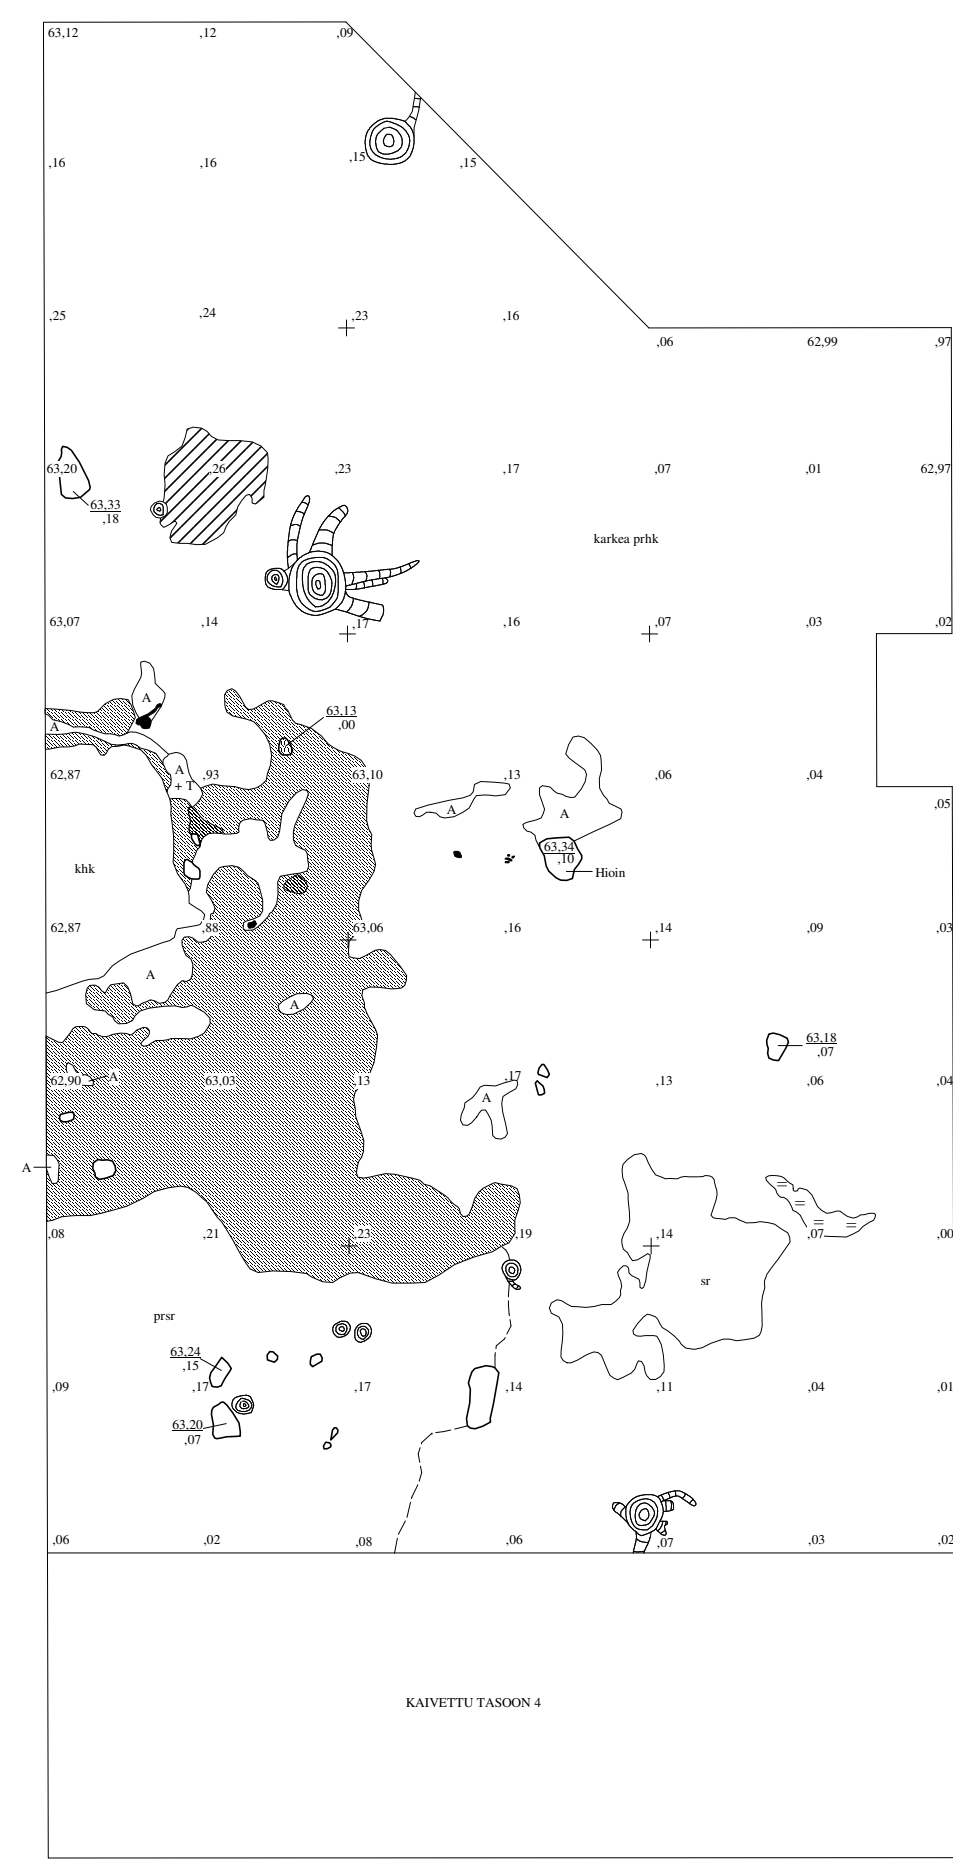 63,12 ,12 ,09
,16 ,16 ,15 ,15
,25 ,24 ,23 ,16
,06 62,99 ,97
63,20 ,26 ,23 ,17 ,07 ,01 62,97
63,33
,18
karkea prhk
63,07 ,14 ,17 ,16 ,07 ,03 ,02
A
63,13
,00
A
A
+ T
62,87 ,93 63,10 ,13 ,06 ,04
,05
A A
63,34
,10
Hioin
khk
62,87 ,88 63,06 ,16 ,14 ,09 ,03
A
A
63,18
,07
62,90 A 63,03 ,13 ,17 ,13 ,06 ,04
A
A
=
=
= =
,08 ,21 ,23 ,19 ,14 ,07 ,00
sr
prsr
63,24
,15
,09 ,17 ,17 ,14 ,11 ,04 ,01
63,20
,07
,06 ,02 ,08 ,06 ,07 ,03 ,02
KAIVETTU TASOON 4